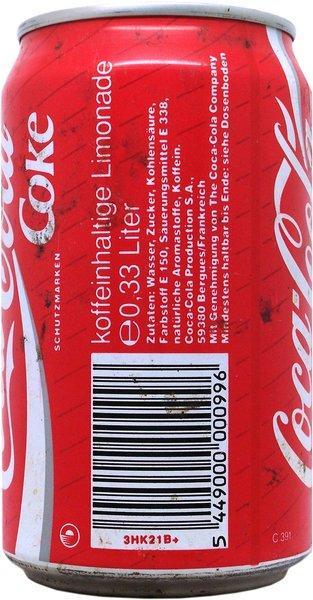 Coca-Cola
Coke
SCHUTZMARKEN
koffeinhaltige Limonade
℮0,33 Liter
Zutaten: Wasser, Zucker, Kohlensäure,
Farbstoff E 150, Säuerungsmittel E 338,
natürliche Aromastoffe, Koffein.
Coca-Cola Production S.A.,
59380 Bergues/Frankreich
Mit Genehmigung von The Coca-Cola Company
Mindestens haltbar bis Ende: siehe Dosenboden
5 449000 000996
3HK21B+
C 391
Coca-Co